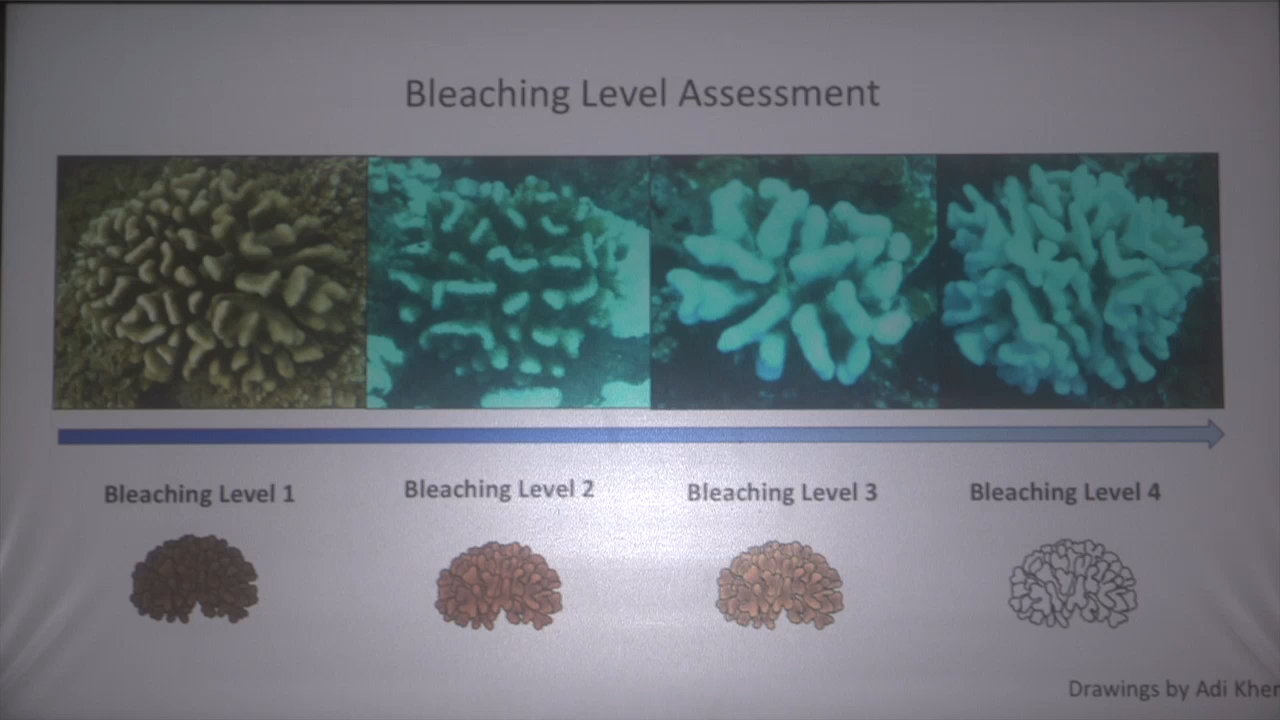 Bleaching Level Assessment
Bleaching Level 1
Bleaching Level 2
Bleaching Level 3
Bleaching Level 4
Drawings by Adi